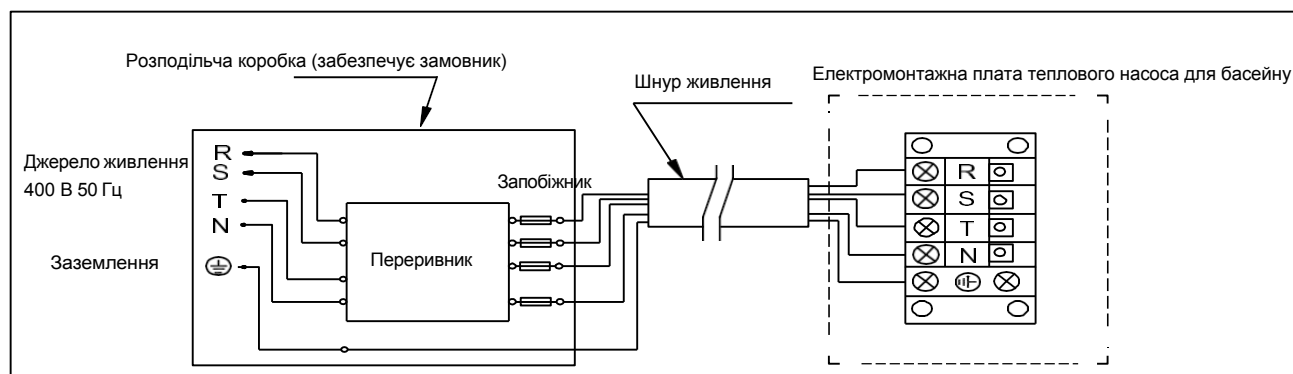 Розподільча коробка (забезпечує замовник)
Шнур живлення
Електромонтажна плата теплового насоса для басейну
Джерело живлення
400 В 50 Гц
R
S
T
N
Запобіжник
Переривник
Заземлення
R
S
T
N